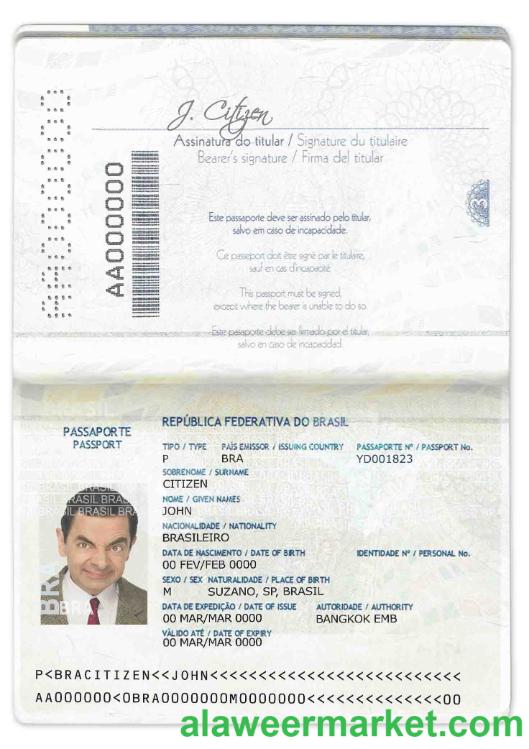 AA000000
J. Citizen
Assinatura do titular / Signature du titulaire
Bearer's signature / Firma del titular
AA000000
3
Este passaporte deve ser assinado pelo titular,
salvo em caso de incapacidade.
Ce passeport doit être signé par le titulaire,
sauf en cas d'incapacité.
This passport must be signed,
except where the bearer is unable to do so.
Este pasaporte debe ser firmado por el titular,
salvo en caso de incapacidad.
REPÚBLICA FEDERATIVA DO BRASIL
PASSAPORTE
PASSPORT
TIPO / TYPE PAÍS EMISSOR / ISSUING COUNTRY PASSAPORTE Nº / PASSPORT No.
P BRA YD001823
SOBRENOME / SURNAME
CITIZEN
NOME / GIVEN NAMES
JOHN
NACIONALIDADE / NATIONALITY
BRASILEIRO
DATA DE NASCIMENTO / DATE OF BIRTH IDENTIDADE Nº / PERSONAL No.
00 FEV/FEB 0000
SEXO / SEX NATURALIDADE / PLACE OF BIRTH
M SUZANO, SP, BRASIL
DATA DE EXPEDIÇÃO / DATE OF ISSUE AUTORIDADE / AUTHORITY
00 MAR/MAR 0000 BANGKOK EMB
VÁLIDO ATÉ / DATE OF EXPIRY
00 MAR/MAR 0000
BRA
P<BRACITIZEN<<JOHN<<<<<<<<<<<<<<<<<<<<<<<<<<
AA000000<0BRA0000000M0000000<<<<<<<<<<<<<<00
alaweermarket.com